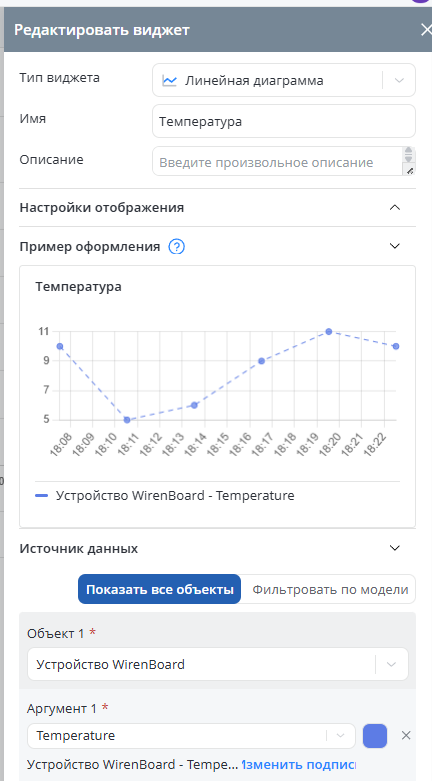 Редактировать виджет
Тип виджета
Линейная диаграмма
Имя
Температура
Описание
Введите произвольное описание
Настройки отображения
Пример оформления ?
Температура
11
9
7
5
18:08 18:09 18:10 18:11 18:12 18:13 18:14 18:15 18:16 18:17 18:18 18:19 18:20 18:21 18:22
Устройство WirenBoard - Temperature
Источник данных
Показать все объекты Фильтровать по модели
Объект 1 *
Устройство WirenBoard
Аргумент 1 *
Temperature
Устройство WirenBoard - Tempe... Изменить подпись